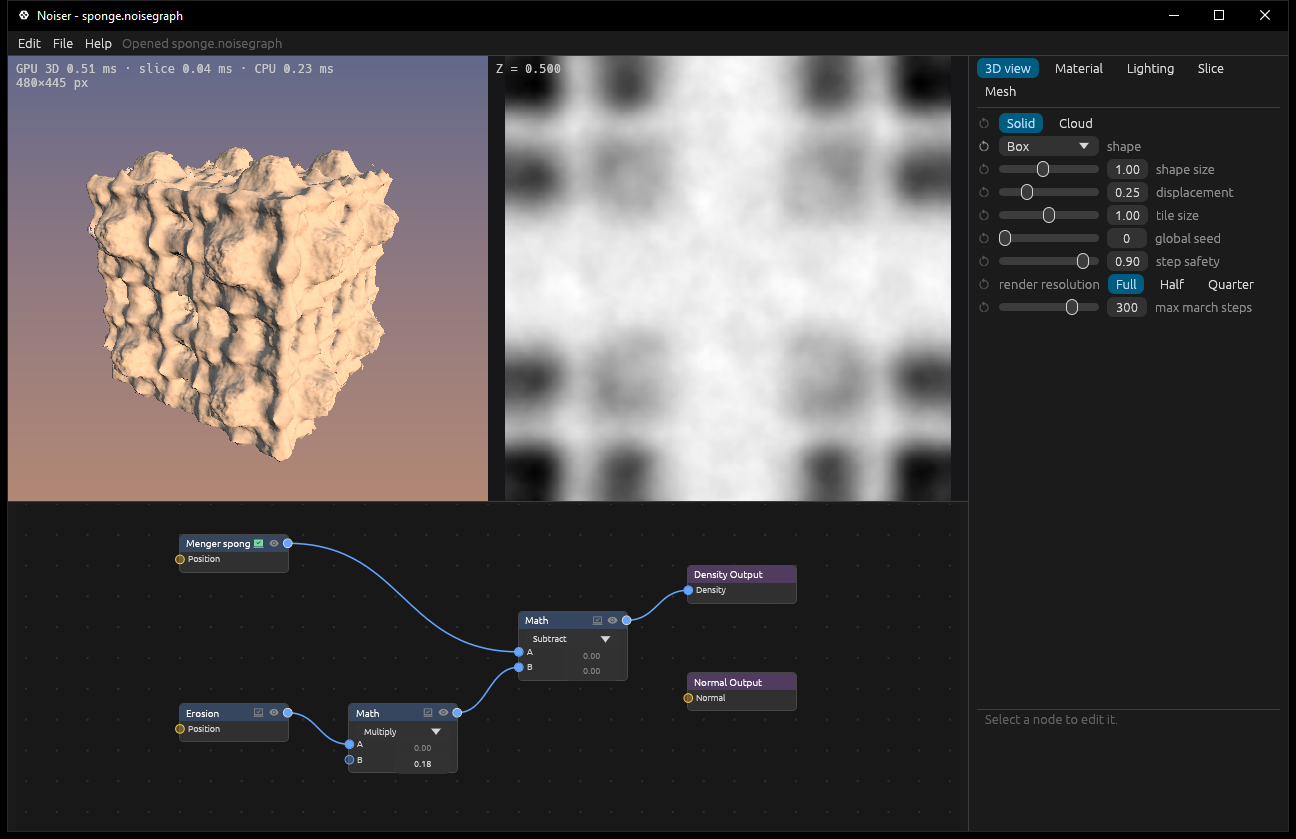 Noiser - sponge.noisegraph
Edit File Help Opened sponge.noisegraph
GPU 3D 0.51 ms · slice 0.04 ms · CPU 0.23 ms
480×445 px
Z = 0.500
3D view Material Lighting Slice
Mesh
Solid Cloud
Box shape
1.00 shape size
0.25 displacement
1.00 tile size
0 global seed
0.90 step safety
render resolution Full Half Quarter
300 max march steps
Menger spong
Position
Density Output
Density
Math
Subtract
A 0.00
B 0.00
Normal Output
Normal
Erosion
Position
Math
Multiply
A 0.00
B 0.18
Select a node to edit it.